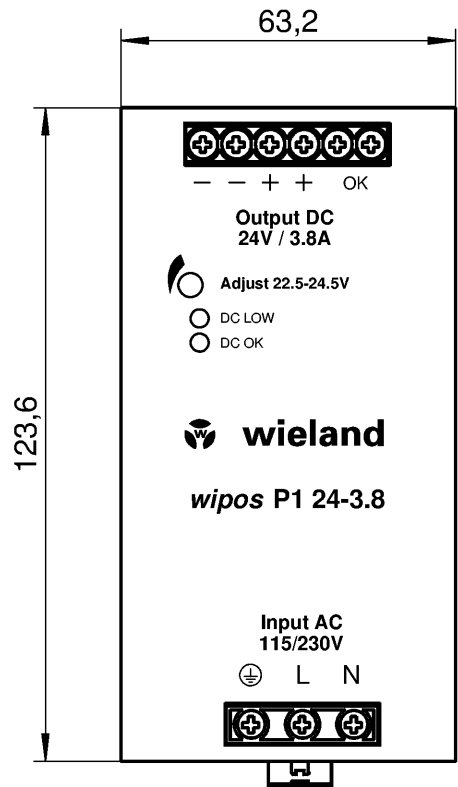 63,2
123,6
− − + + OK
Output DC
24V / 3.8A
Adjust 22.5-24.5V
DC LOW
DC OK
w wieland
wipos P1 24-3.8
Input AC
115/230V
L N